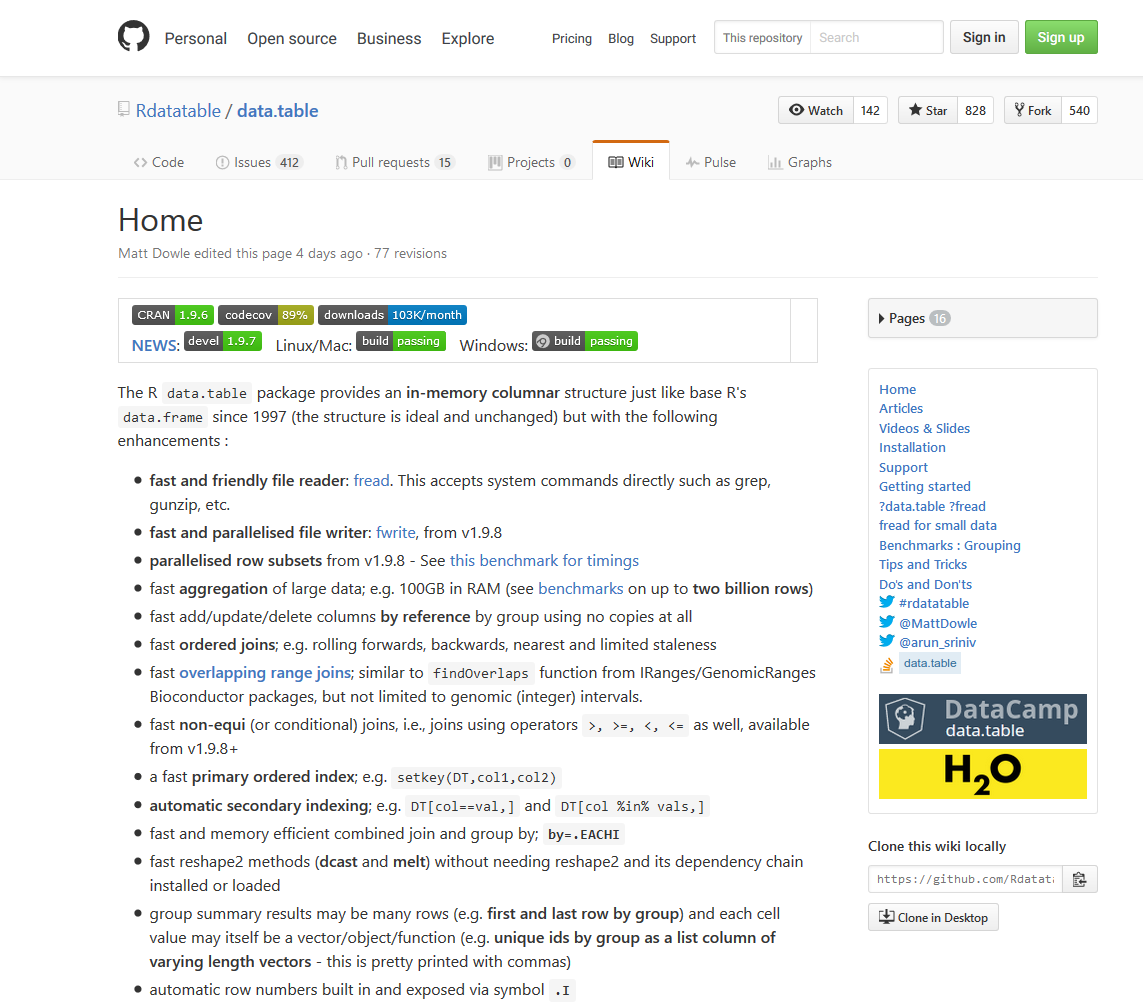 Personal Open source Business Explore Pricing Blog Support This repository Search Sign in Sign up
Rdatatable / data.table Watch 142 Star 828 Fork 540
Code Issues 412 Pull requests 15 Projects 0 Wiki Pulse Graphs
Home
Matt Dowle edited this page 4 days ago · 77 revisions
CRAN 1.9.6 codecov 89% downloads 103K/month
NEWS: devel 1.9.7 Linux/Mac: build passing Windows: build passing
The R data.table package provides an in-memory columnar structure just like base R's
data.frame since 1997 (the structure is ideal and unchanged) but with the following
enhancements :
• fast and friendly file reader: fread. This accepts system commands directly such as grep,
gunzip, etc.
• fast and parallelised file writer: fwrite, from v1.9.8
• parallelised row subsets from v1.9.8 - See this benchmark for timings
• fast aggregation of large data; e.g. 100GB in RAM (see benchmarks on up to two billion rows)
• fast add/update/delete columns by reference by group using no copies at all
• fast ordered joins; e.g. rolling forwards, backwards, nearest and limited staleness
• fast overlapping range joins; similar to findOverlaps function from IRanges/GenomicRanges
Bioconductor packages, but not limited to genomic (integer) intervals.
• fast non-equi (or conditional) joins, i.e., joins using operators >, >=, <, <= as well, available
from v1.9.8+
• a fast primary ordered index; e.g. setkey(DT,col1,col2)
• automatic secondary indexing; e.g. DT[col==val,] and DT[col %in% vals,]
• fast and memory efficient combined join and group by; by=.EACHI
• fast reshape2 methods (dcast and melt) without needing reshape2 and its dependency chain
installed or loaded
• group summary results may be many rows (e.g. first and last row by group) and each cell
value may itself be a vector/object/function (e.g. unique ids by group as a list column of
varying length vectors - this is pretty printed with commas)
• automatic row numbers built in and exposed via symbol .I
Pages 16
Home
Articles
Videos & Slides
Installation
Support
Getting started
?data.table ?fread
fread for small data
Benchmarks : Grouping
Tips and Tricks
Do's and Don'ts
#rdatatable
@MattDowle
@arun_sriniv
data.table
DataCamp
data.table
H2O
Clone this wiki locally
https://github.com/Rdatata
Clone in Desktop